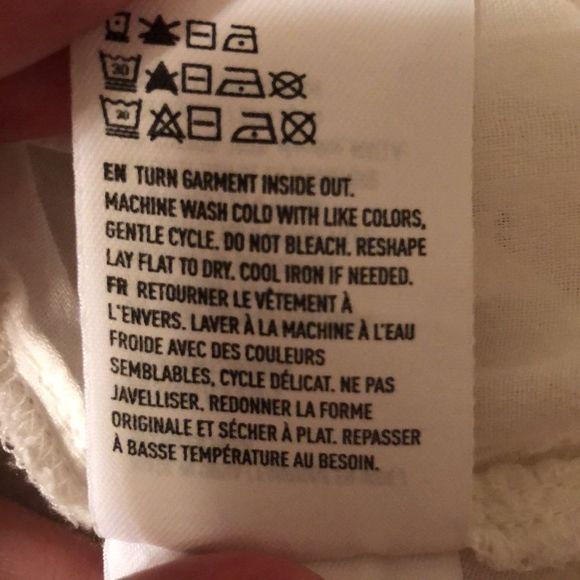 30
30
EN TURN GARMENT INSIDE OUT.
MACHINE WASH COLD WITH LIKE COLORS,
GENTLE CYCLE. DO NOT BLEACH. RESHAPE
LAY FLAT TO DRY. COOL IRON IF NEEDED.
FR RETOURNER LE VÊTEMENT À
L'ENVERS. LAVER À LA MACHINE À L'EAU
FROIDE AVEC DES COULEURS
SEMBLABLES, CYCLE DÉLICAT. NE PAS
JAVELLISER. REDONNER LA FORME
ORIGINALE ET SÉCHER À PLAT. REPASSER
À BASSE TEMPÉRATURE AU BESOIN.